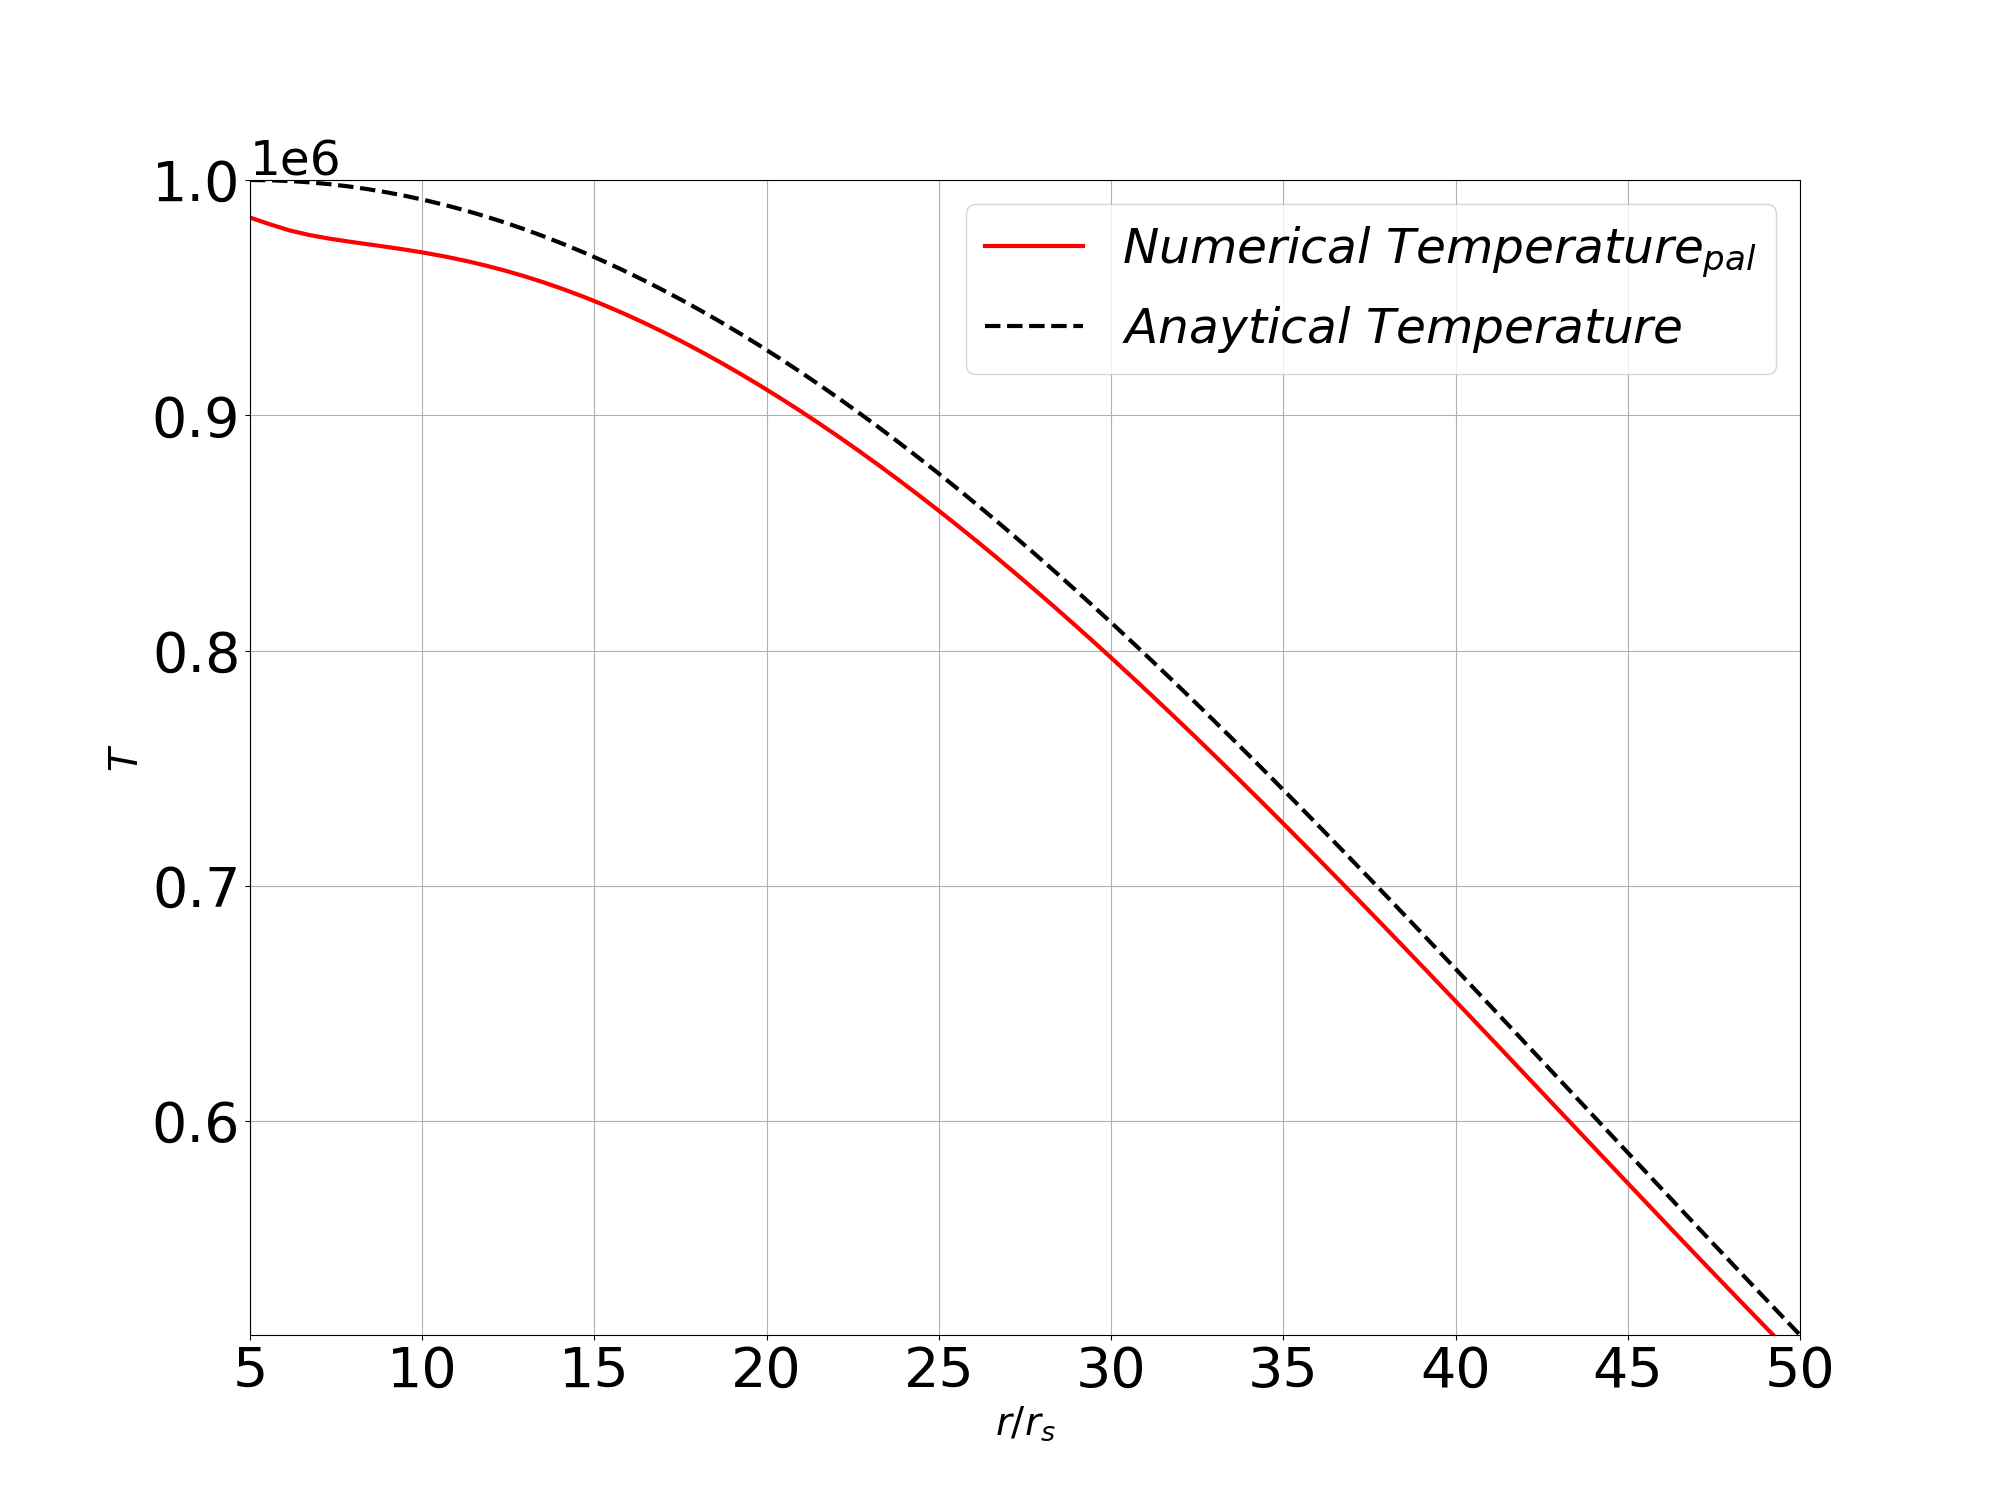 1e6
1.0
0.9
0.8
0.7
0.6
T
Numerical Temperature_pal
Anaytical Temperature
5 10 15 20 25 30 35 40 45 50
r/r_s